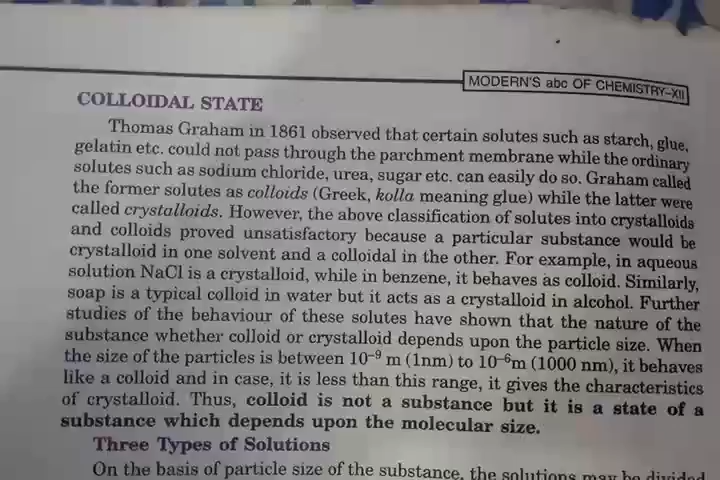 MODERN'S abc OF CHEMISTRY–XII
COLLOIDAL STATE
Thomas Graham in 1861 observed that certain solutes such as starch, glue,
gelatin etc. could not pass through the parchment membrane while the ordinary
solutes such as sodium chloride, urea, sugar etc. can easily do so. Graham called
the former solutes as colloids (Greek, kolla meaning glue) while the latter were
called crystalloids. However, the above classification of solutes into crystalloids
and colloids proved unsatisfactory because a particular substance would be
crystalloid in one solvent and a colloidal in the other. For example, in aqueous
solution NaCl is a crystalloid, while in benzene, it behaves as colloid. Similarly,
soap is a typical colloid in water but it acts as a crystalloid in alcohol. Further
studies of the behaviour of these solutes have shown that the nature of the
substance whether colloid or crystalloid depends upon the particle size. When
the size of the particles is between 10⁻⁹ m (1nm) to 10⁻⁶m (1000 nm), it behaves
like a colloid and in case, it is less than this range, it gives the characteristics
of crystalloid. Thus, colloid is not a substance but it is a state of a
substance which depends upon the molecular size.
Three Types of Solutions
On the basis of particle size of the substance, the solutions may be divided